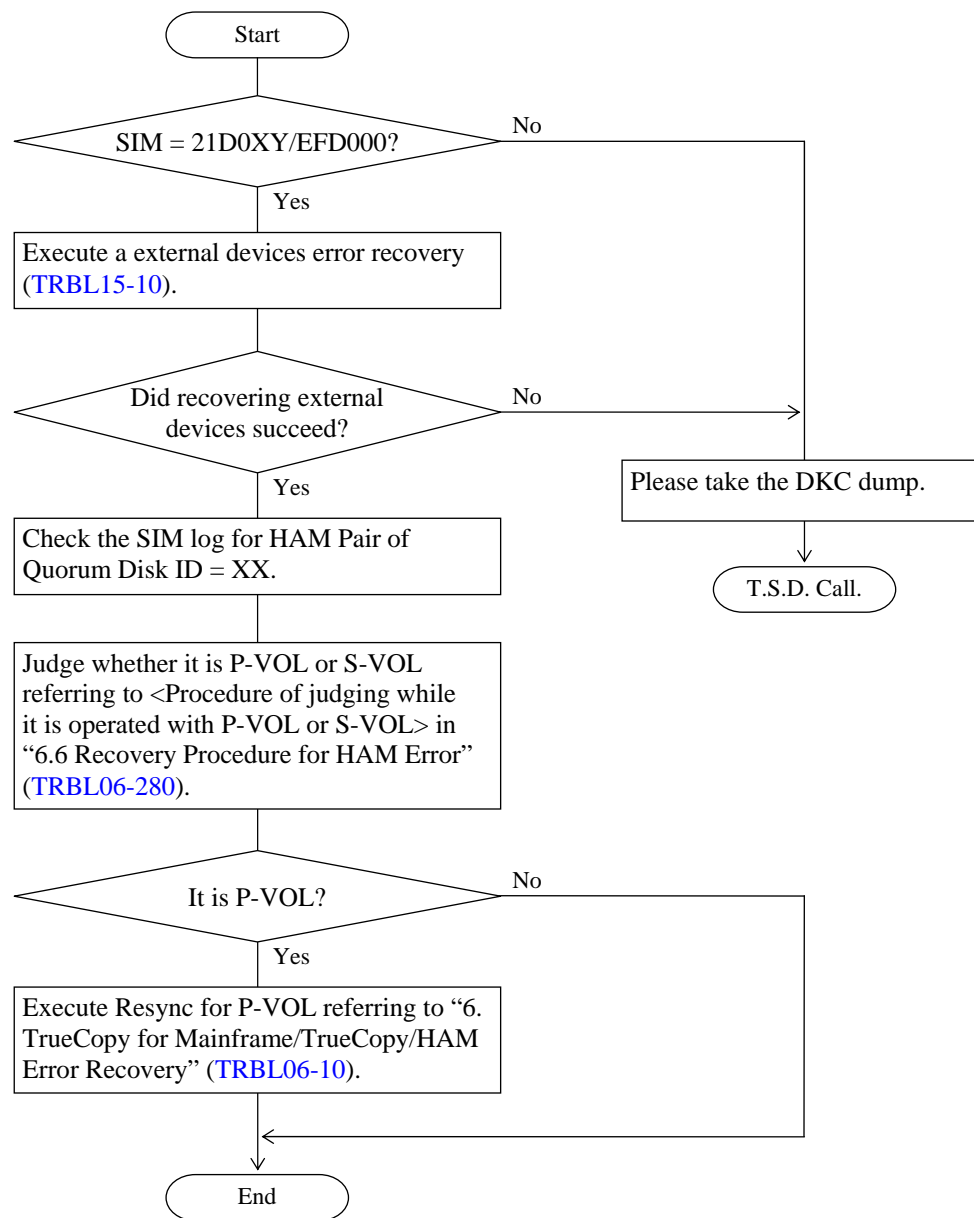 Start
SIM = 21D0XY/EFD000?
No
Yes
Execute a external devices error recovery
(TRBL15-10).
Did recovering external
devices succeed?
No
Yes
Please take the DKC dump.
T.S.D. Call.
Check the SIM log for HAM Pair of
Quorum Disk ID = XX.
Judge whether it is P-VOL or S-VOL
referring to <Procedure of judging while
it is operated with P-VOL or S-VOL> in
“6.6 Recovery Procedure for HAM Error”
(TRBL06-280).
It is P-VOL?
No
Yes
Execute Resync for P-VOL referring to “6.
TrueCopy for Mainframe/TrueCopy/HAM
Error Recovery” (TRBL06-10).
End